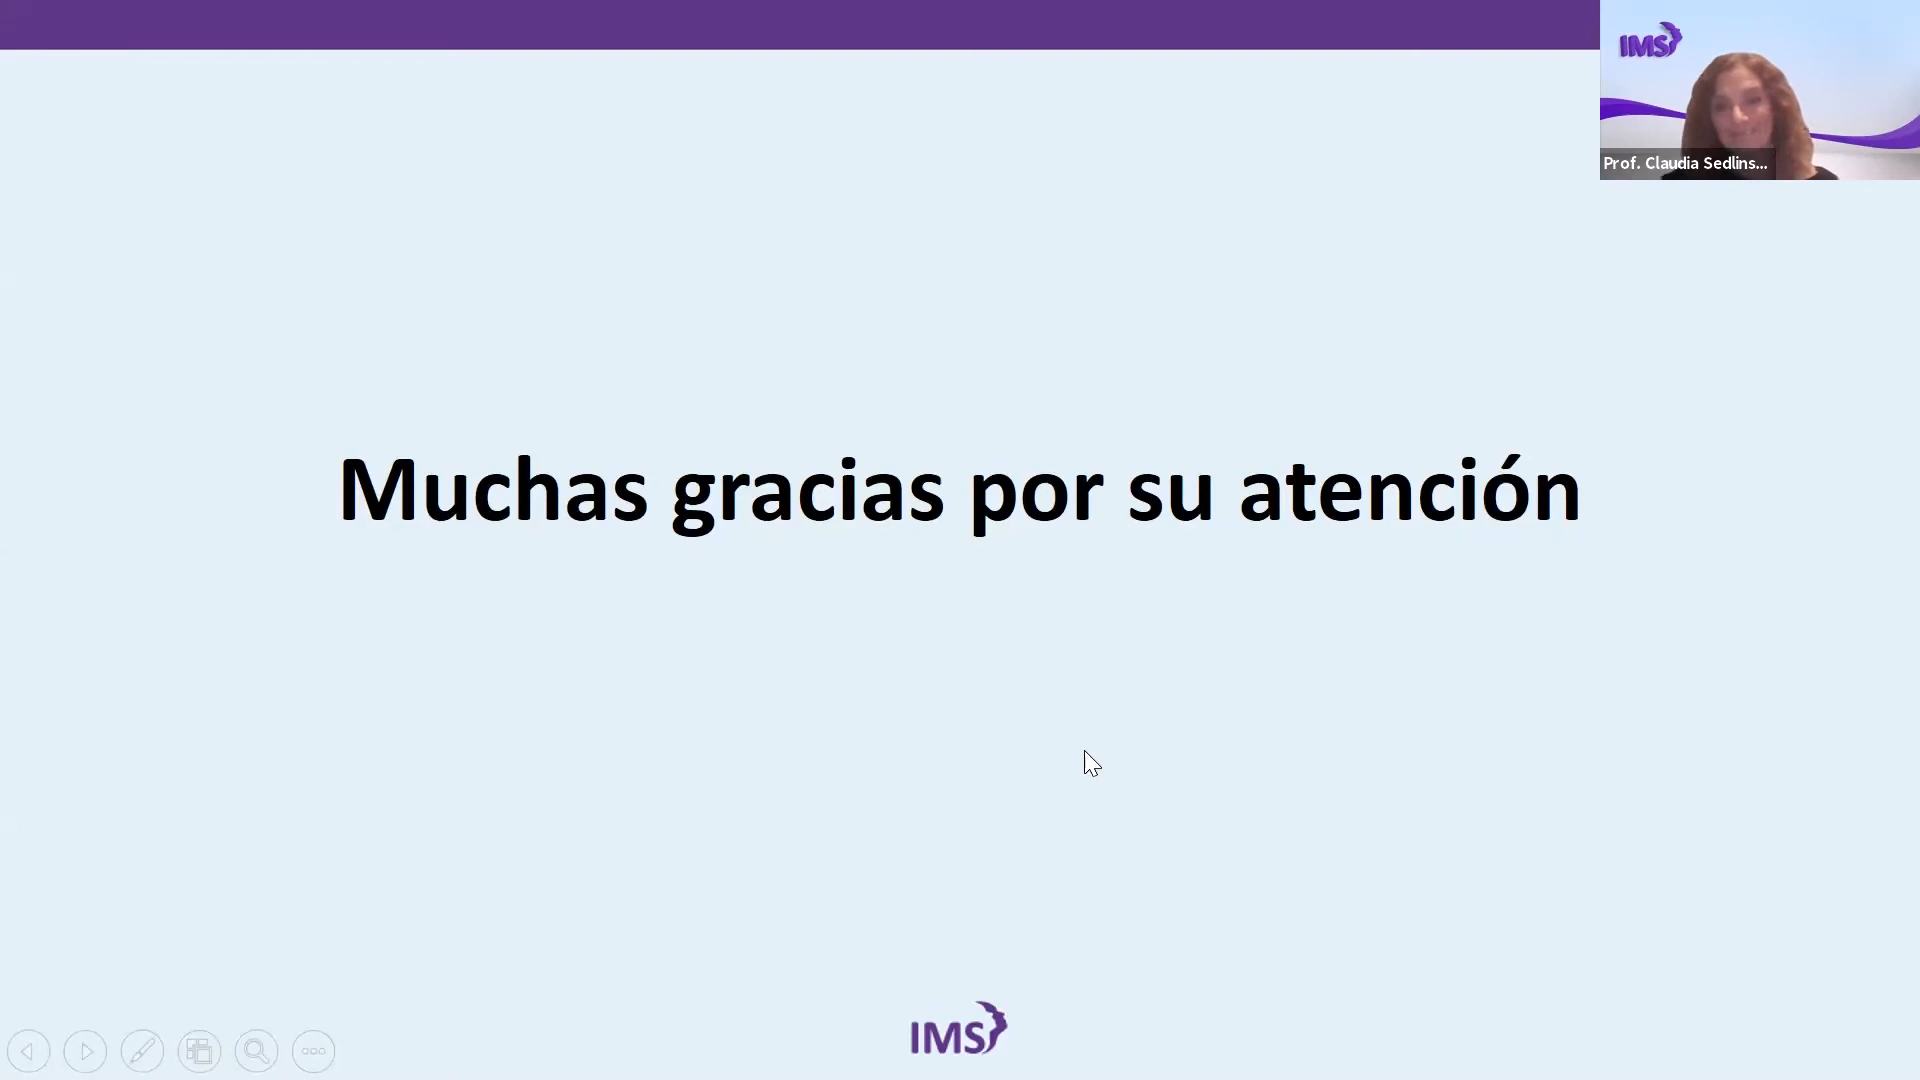 IMS
Prof. Claudia Sedlins...
Muchas gracias por su atención
IMS